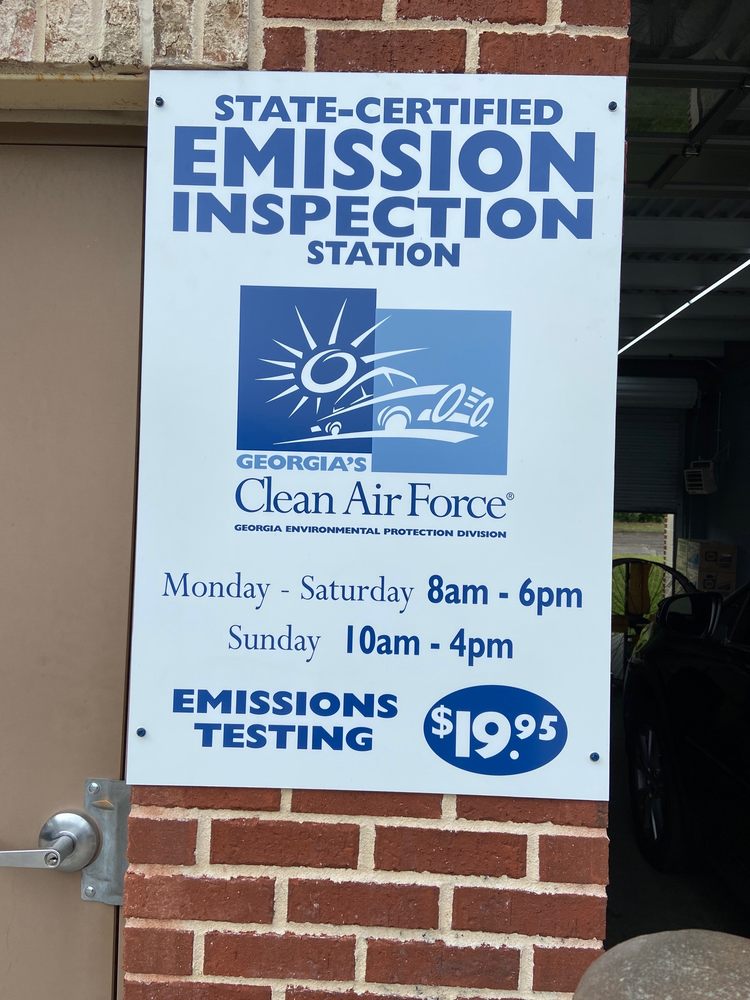 STATE-CERTIFIED
EMISSION
INSPECTION
STATION
GEORGIA'S
Clean Air Force®
GEORGIA ENVIRONMENTAL PROTECTION DIVISION
Monday - Saturday 8am - 6pm
Sunday 10am - 4pm
EMISSIONS
TESTING
$19.95